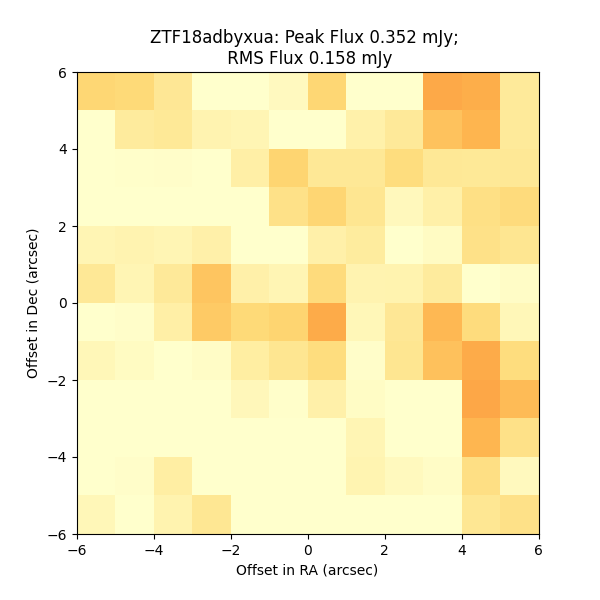 ZTF18adbyxua: Peak Flux 0.352 mJy;
RMS Flux 0.158 mJy
6
4
2
0
−2
−4
−6
Offset in Dec (arcsec)
−6 −4 −2 0 2 4 6
Offset in RA (arcsec)